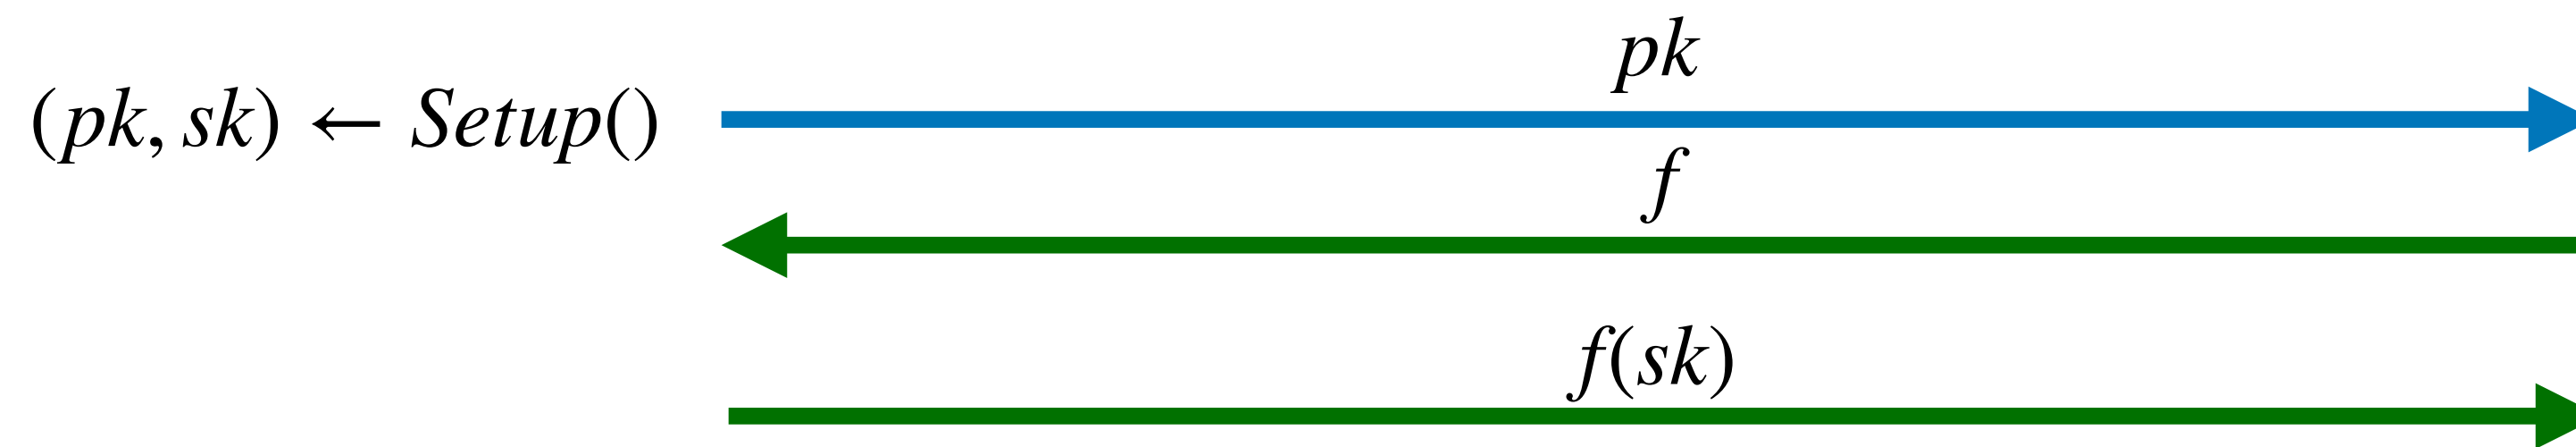 pk
(pk, sk) ← Setup()
f
f(sk)